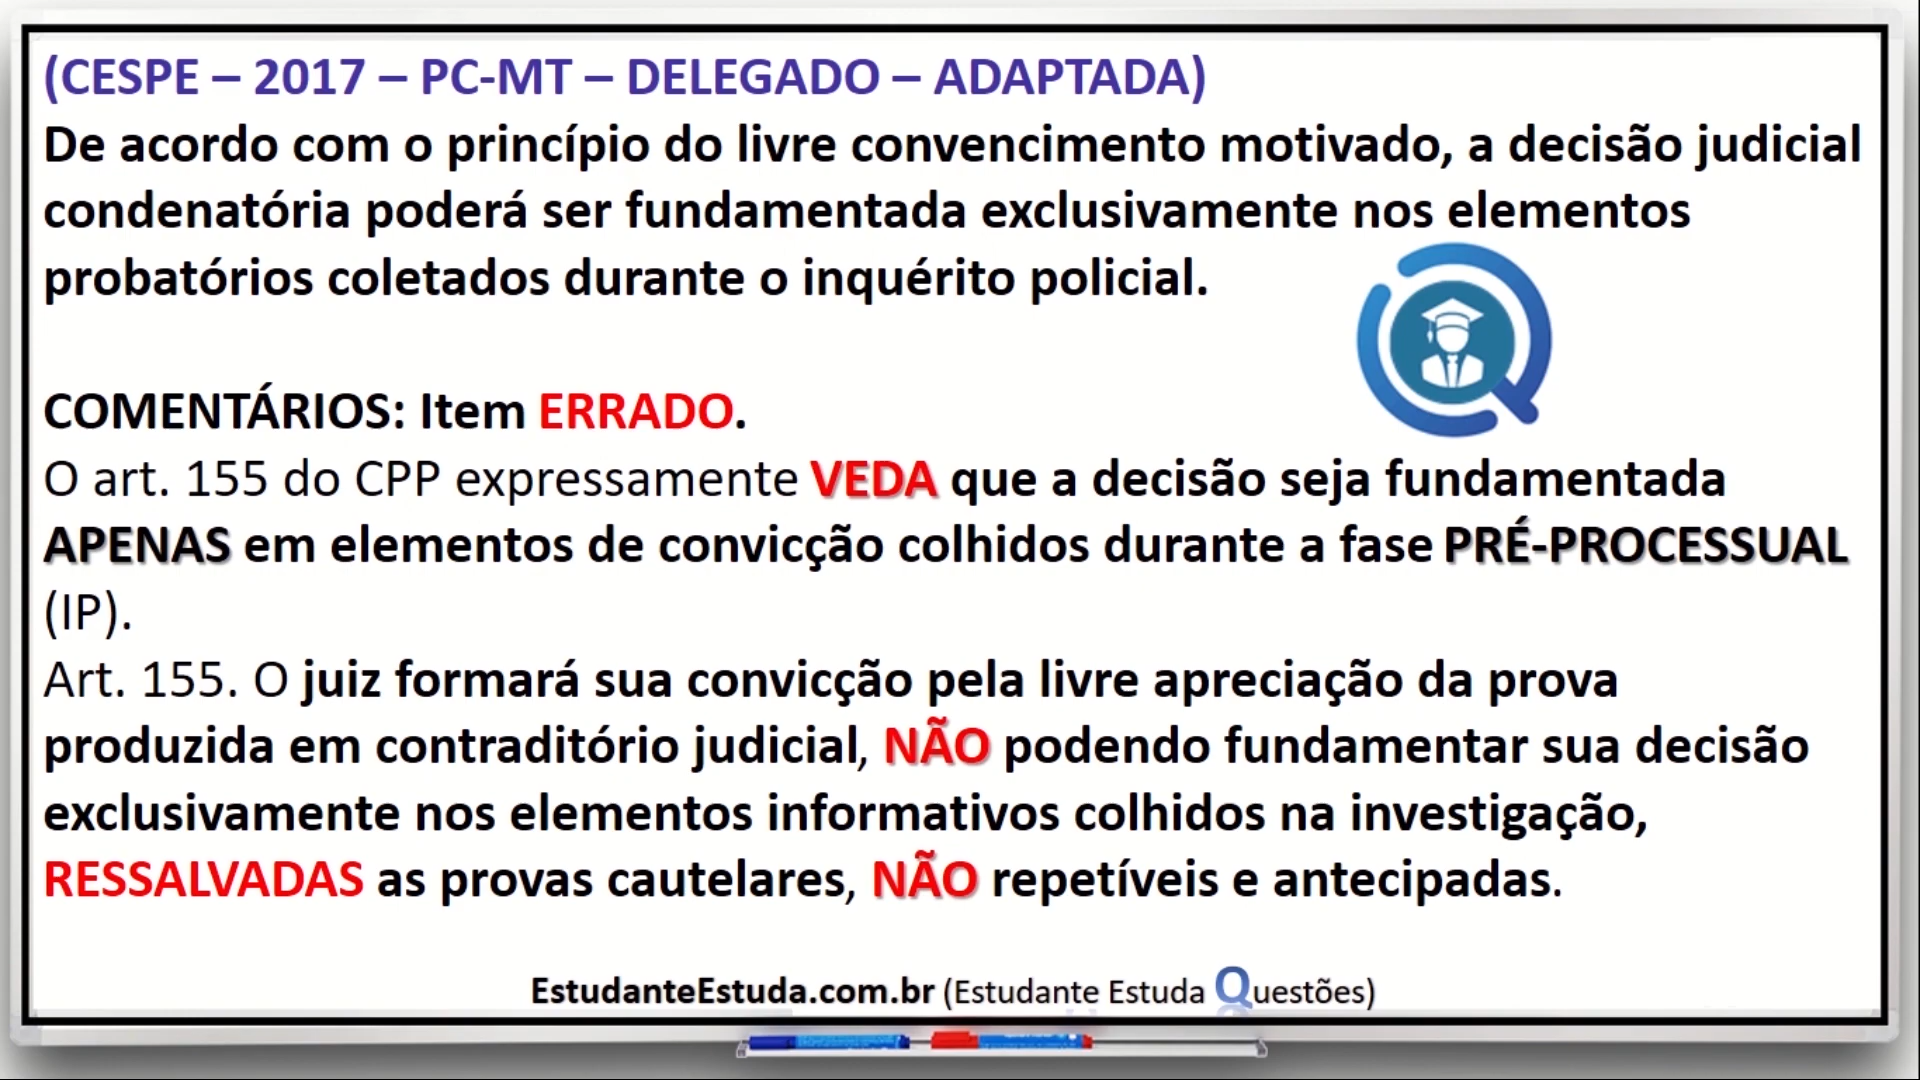 (CESPE – 2017 – PC-MT – DELEGADO – ADAPTADA)
De acordo com o princípio do livre convencimento motivado, a decisão judicial
condenatória poderá ser fundamentada exclusivamente nos elementos
probatórios coletados durante o inquérito policial.
COMENTÁRIOS: Item ERRADO.
O art. 155 do CPP expressamente VEDA que a decisão seja fundamentada
APENAS em elementos de convicção colhidos durante a fase PRÉ-PROCESSUAL
(IP).
Art. 155. O juiz formará sua convicção pela livre apreciação da prova
produzida em contraditório judicial, NÃO podendo fundamentar sua decisão
exclusivamente nos elementos informativos colhidos na investigação,
RESSALVADAS as provas cautelares, NÃO repetíveis e antecipadas.
EstudanteEstuda.com.br (Estudante Estuda Questões)